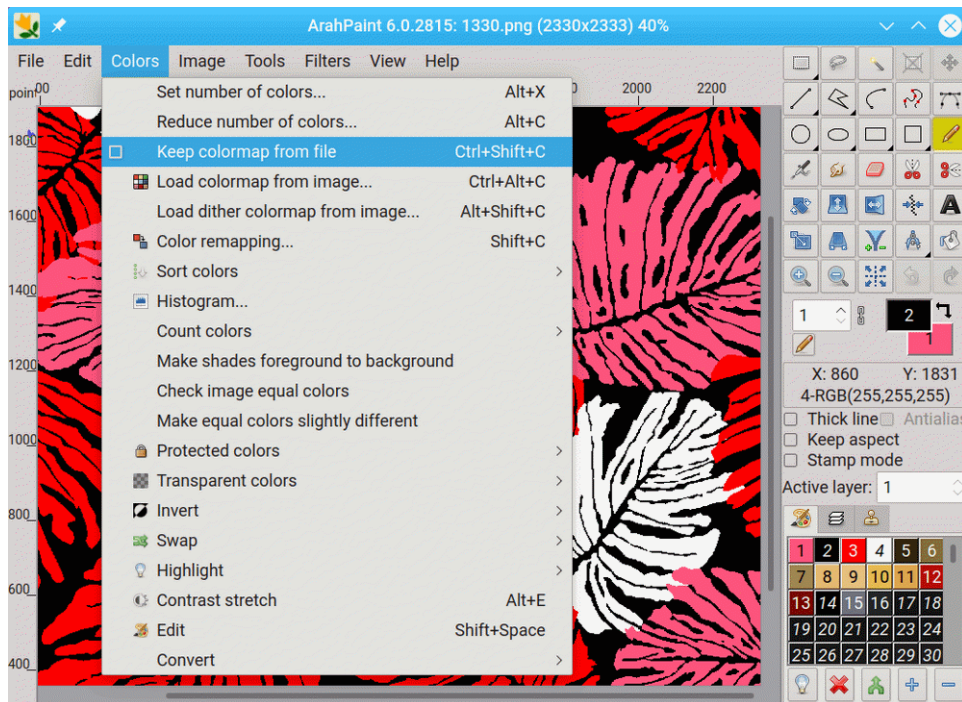 ArahPaint 6.0.2815: 1330.png (2330x2333) 40%
File Edit Colors Image Tools Filters View Help
point 00 2000 2200
Set number of colors... Alt+X
Reduce number of colors... Alt+C
1800
Keep colormap from file Ctrl+Shift+C
Load colormap from image... Ctrl+Alt+C
Load dither colormap from image... Alt+Shift+C
1600
Color remapping... Shift+C
Sort colors
1400
Histogram...
Count colors
1200
Make shades foreground to background
Check image equal colors
Make equal colors slightly different
1000
Protected colors
Transparent colors
800
Invert
Swap
Highlight
600
Contrast stretch Alt+E
Edit Shift+Space
Convert
400
A
1 2
1
X: 860 Y: 1831
4-RGB(255,255,255)
Thick line Antialia
Keep aspect
Stamp mode
Active layer: 1
1 2 3 4 5 6
7 8 9 10 11 12
13 14 15 16 17 18
19 20 21 22 23 24
25 26 27 28 29 30